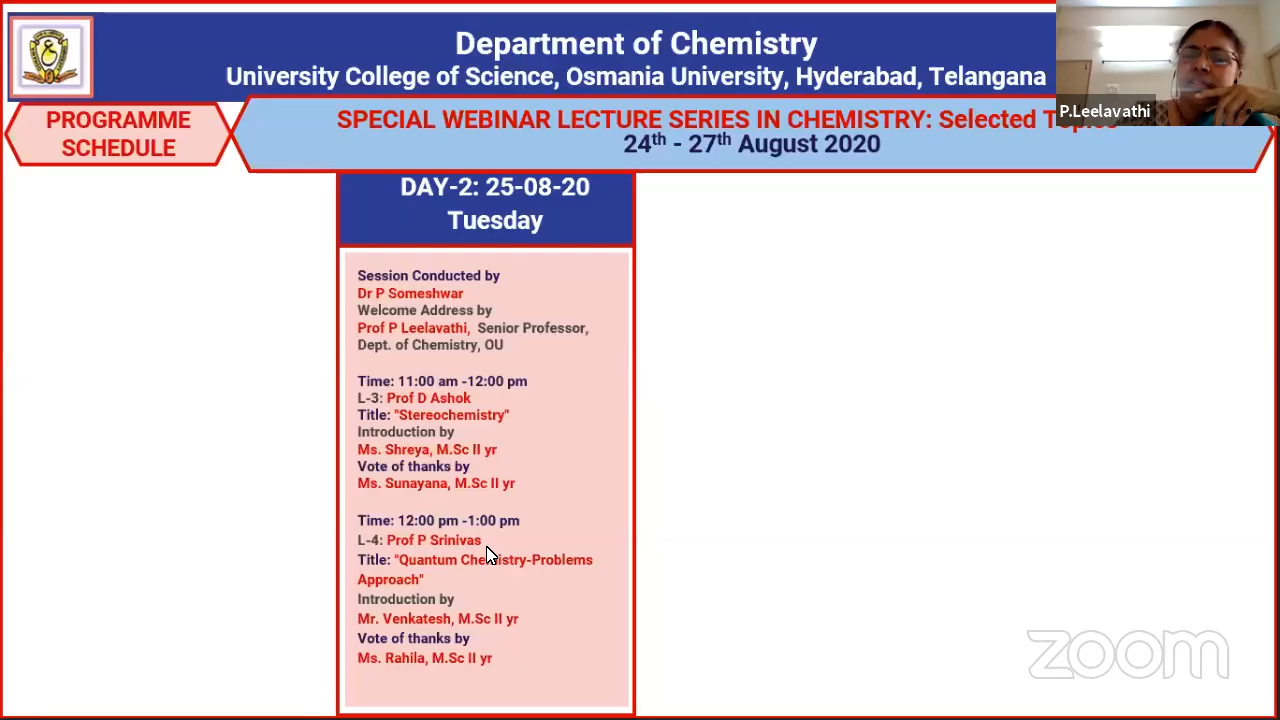 Department of Chemistry
University College of Science, Osmania University, Hyderabad, Telangana
P.Leelavathi
PROGRAMME
SCHEDULE
SPECIAL WEBINAR LECTURE SERIES IN CHEMISTRY: Selected
24th - 27th August 2020
DAY-2: 25-08-20
Tuesday
Session Conducted by
Dr P Someshwar
Welcome Address by
Prof P Leelavathi, Senior Professor,
Dept. of Chemistry, OU
Time: 11:00 am -12:00 pm
L-3: Prof D Ashok
Title: "Stereochemistry"
Introduction by
Ms. Shreya, M.Sc II yr
Vote of thanks by
Ms. Sunayana, M.Sc II yr
Time: 12:00 pm -1:00 pm
L-4: Prof P Srinivas
Title: "Quantum Chemistry-Problems
Approach"
Introduction by
Mr. Venkatesh, M.Sc II yr
Vote of thanks by
Ms. Rahila, M.Sc II yr
zoom